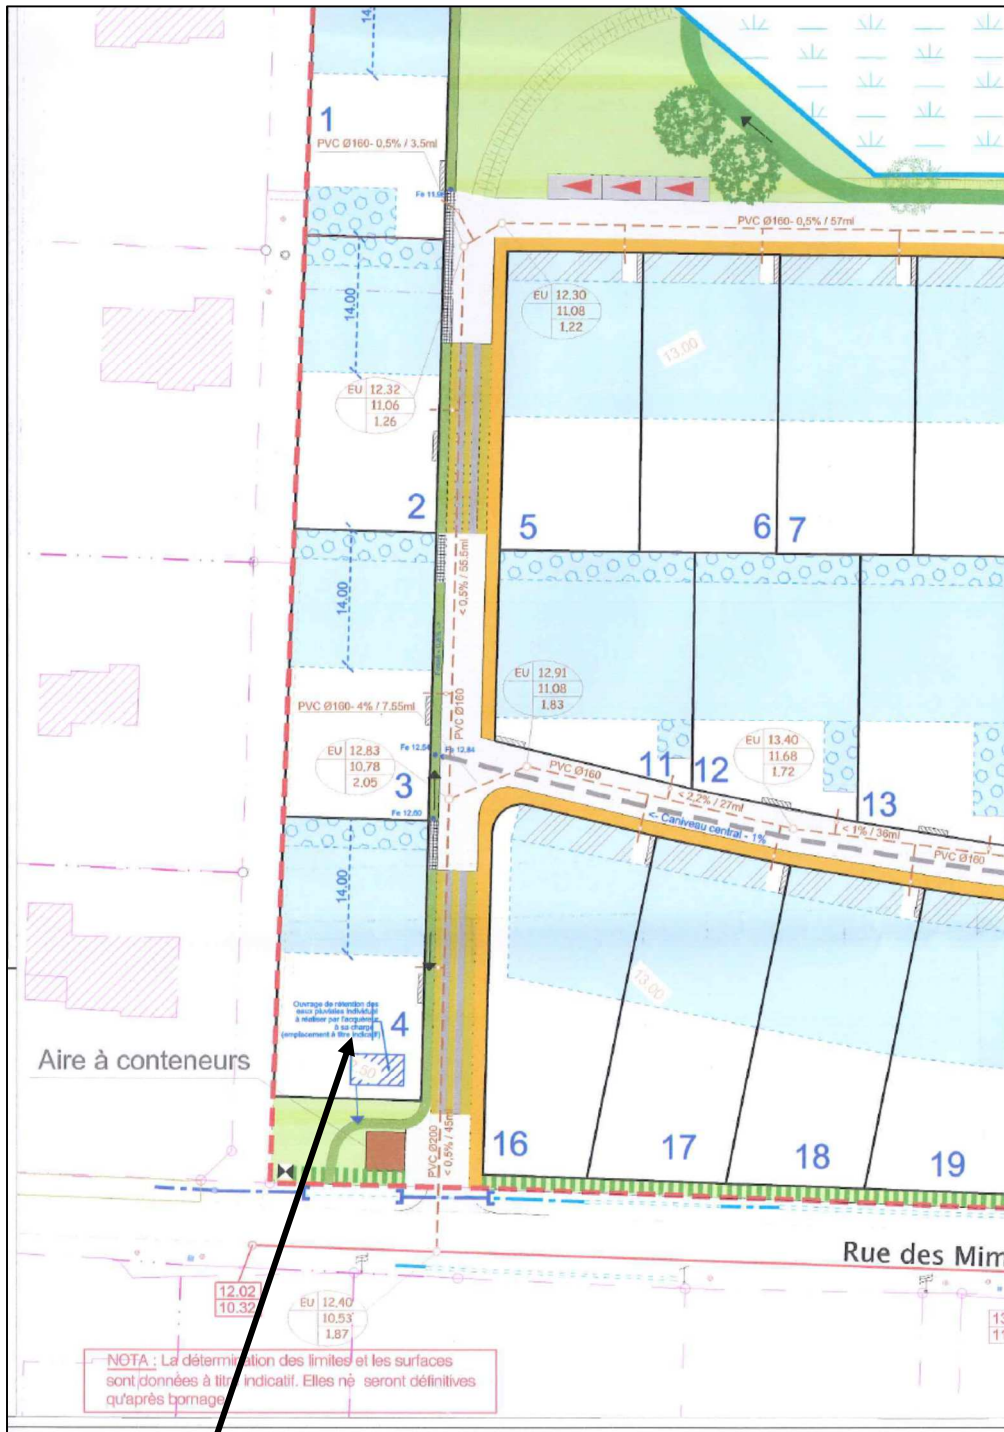 14.
1
PVC Ø160- 0,5% / 3,5ml
PVC Ø160- 0,5% / 57ml
14.00
EU 12.30
11.08
1.22
13.00
EU 12.32
11.06
1.26
2
5
6
7
14.00
< 0,5% / 55.5ml
EU 12.91
11.08
1.83
PVC Ø160- 4% / 7.55ml
PVC Ø160
EU 12.83
10.78
2.05
Fe 12.54
Fe 12.84
EU 13.40
11.68
1.72
PVC Ø160
11
12
3
< 2,2% / 27ml
13
Fe 12.60
<- Caniveau central - 1%
< 1% / 36ml
PVC Ø160
14.00
13.00
Ouvrage de rétention des
eaux pluviales individuel
à réaliser par l'acquéreur
à sa charge
(emplacement à titre indicatif)
4
Aire à conteneurs
PVC Ø200
< 0,5% / 45ml
16
17
18
19
Rue des Mim
12.02
10.32
EU 12.40
10.53
1.87
NOTA : La détermination des limites et les surfaces
sont données à titre indicatif. Elles ne seront définitives
qu'après bornage